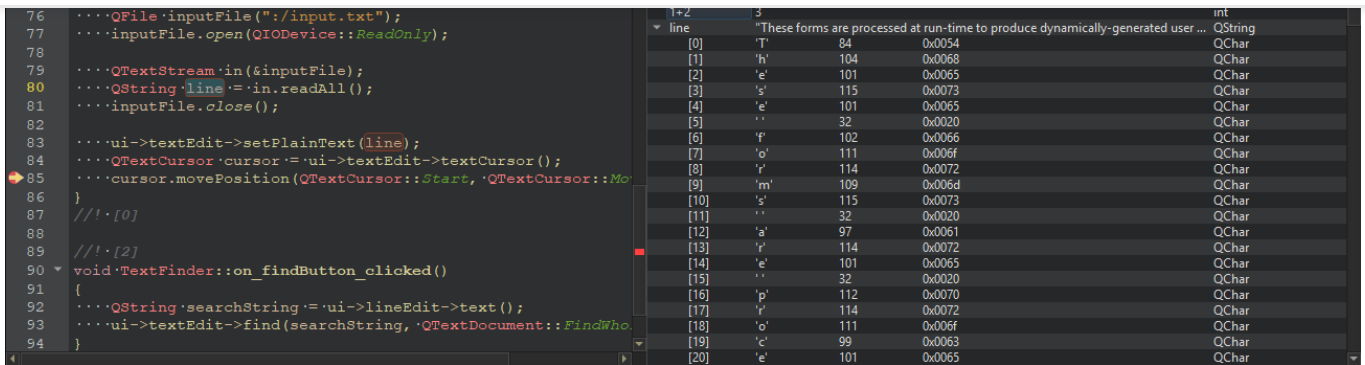 76 ····QFile·inputFile(":/input.txt");
77 ····inputFile.open(QIODevice::ReadOnly);
78
79 ····QTextStream·in(&inputFile);
80 ····QString·line·=·in.readAll();
81 ····inputFile.close();
82
83 ····ui->textEdit->setPlainText(line);
84 ····QTextCursor·cursor·=·ui->textEdit->textCursor();
85 ····cursor.movePosition(QTextCursor::Start,·QTextCursor::Mo
86 }
87 //!·[0]
88
89 //!·[2]
90 void·TextFinder::on_findButton_clicked()
91 {
92 ····QString·searchString·=·ui->lineEdit->text();
93 ····ui->textEdit->find(searchString,·QTextDocument::FindWho
94 }
1+2 3 int
line "These forms are processed at run-time to produce dynamically-generated user ... QString
[0] 'T' 84 0x0054 QChar
[1] 'h' 104 0x0068 QChar
[2] 'e' 101 0x0065 QChar
[3] 's' 115 0x0073 QChar
[4] 'e' 101 0x0065 QChar
[5] ' ' 32 0x0020 QChar
[6] 'f' 102 0x0066 QChar
[7] 'o' 111 0x006f QChar
[8] 'r' 114 0x0072 QChar
[9] 'm' 109 0x006d QChar
[10] 's' 115 0x0073 QChar
[11] ' ' 32 0x0020 QChar
[12] 'a' 97 0x0061 QChar
[13] 'r' 114 0x0072 QChar
[14] 'e' 101 0x0065 QChar
[15] ' ' 32 0x0020 QChar
[16] 'p' 112 0x0070 QChar
[17] 'r' 114 0x0072 QChar
[18] 'o' 111 0x006f QChar
[19] 'c' 99 0x0063 QChar
[20] 'e' 101 0x0065 QChar